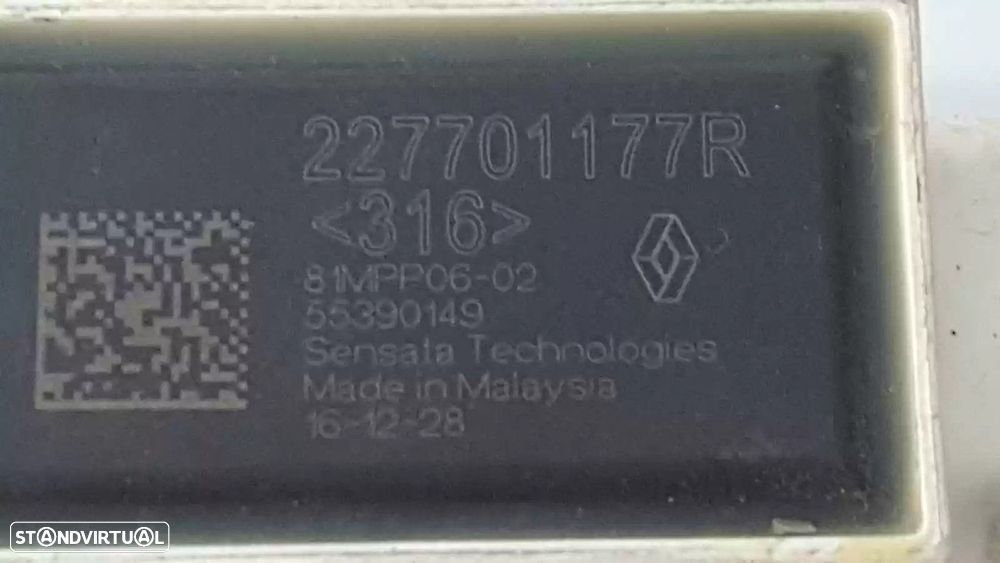 227701177R
<316>
81MPP06-02
55390149
Sensata Technologies
Made in Malaysia
16-12-28
STANDVIRTUAL